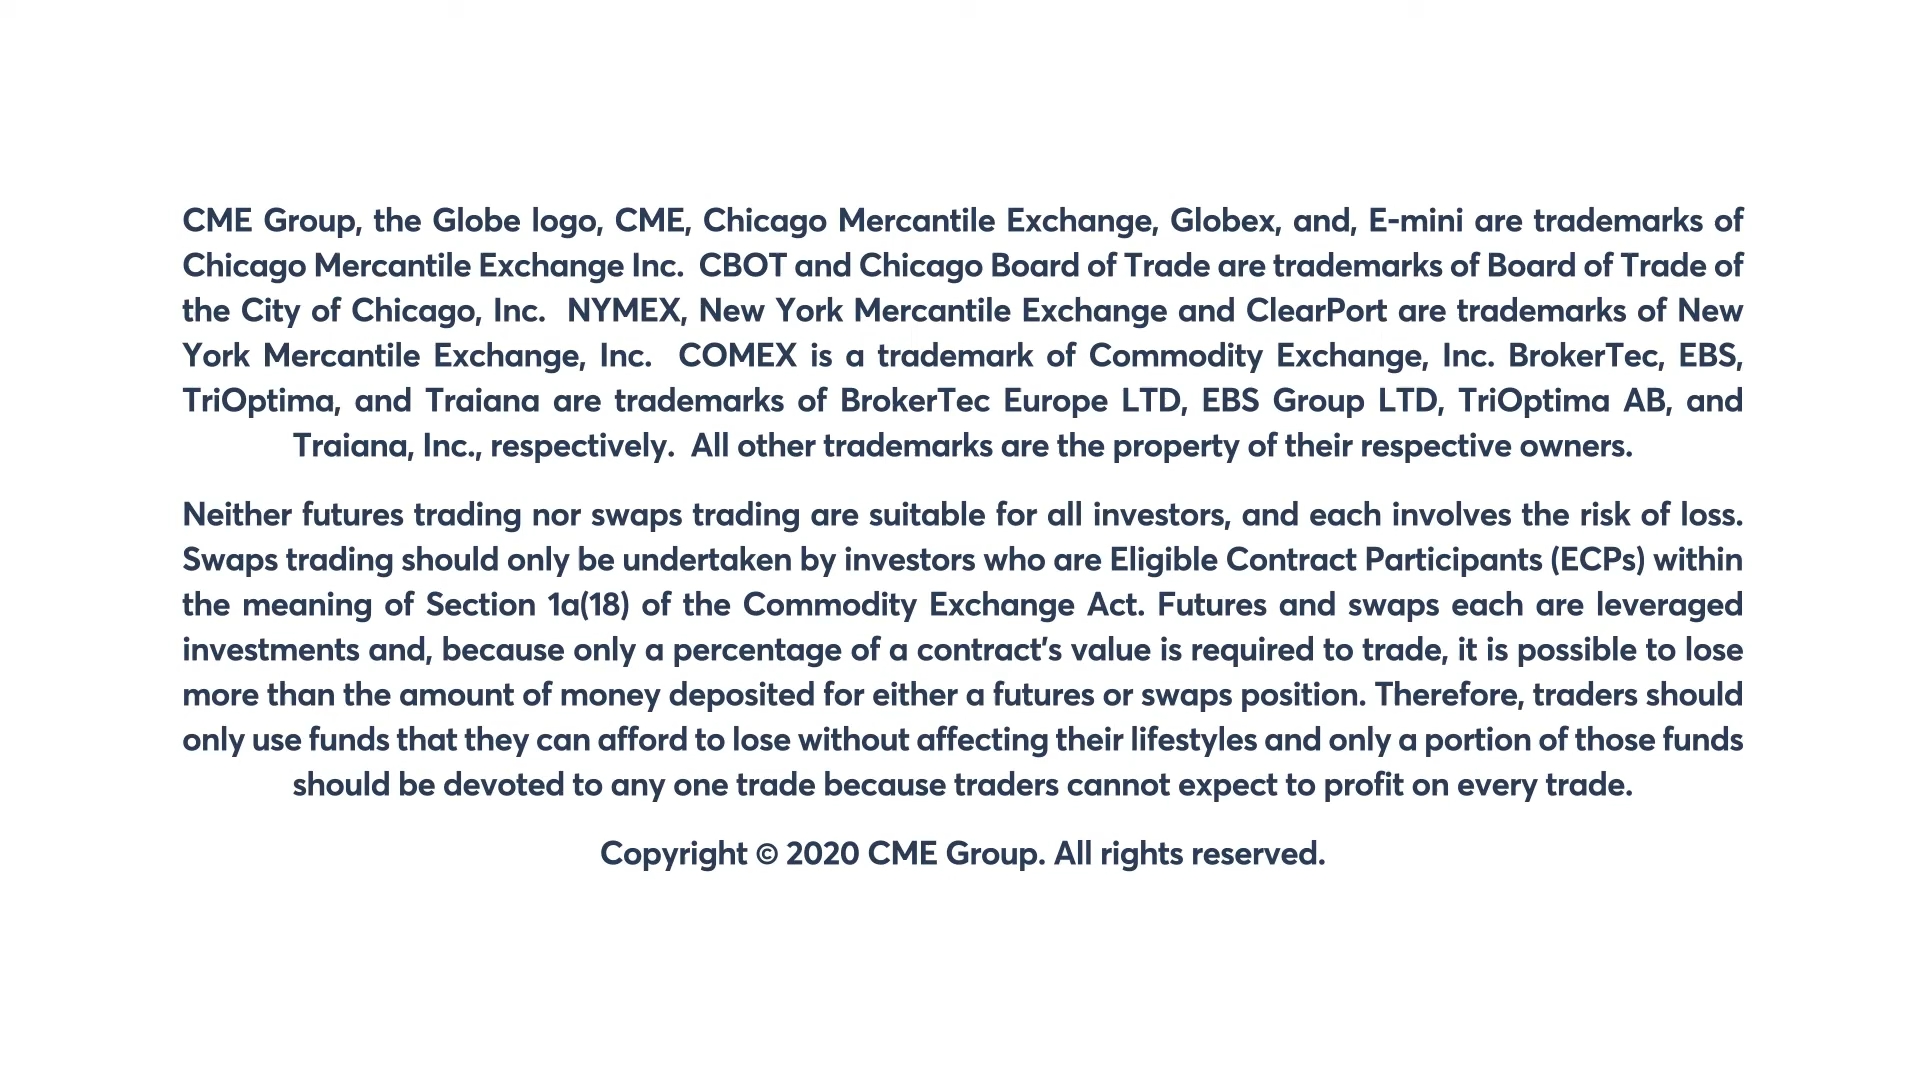 CME Group, the Globe logo, CME, Chicago Mercantile Exchange, Globex, and, E-mini are trademarks of
Chicago Mercantile Exchange Inc.  CBOT and Chicago Board of Trade are trademarks of Board of Trade of
the City of Chicago, Inc.  NYMEX, New York Mercantile Exchange and ClearPort are trademarks of New
York Mercantile Exchange, Inc.  COMEX is a trademark of Commodity Exchange, Inc. BrokerTec, EBS,
TriOptima, and Traiana are trademarks of BrokerTec Europe LTD, EBS Group LTD, TriOptima AB, and
Traiana, Inc., respectively.  All other trademarks are the property of their respective owners.
Neither futures trading nor swaps trading are suitable for all investors, and each involves the risk of loss.
Swaps trading should only be undertaken by investors who are Eligible Contract Participants (ECPs) within
the meaning of Section 1a(18) of the Commodity Exchange Act. Futures and swaps each are leveraged
investments and, because only a percentage of a contract's value is required to trade, it is possible to lose
more than the amount of money deposited for either a futures or swaps position. Therefore, traders should
only use funds that they can afford to lose without affecting their lifestyles and only a portion of those funds
should be devoted to any one trade because traders cannot expect to profit on every trade.
Copyright © 2020 CME Group. All rights reserved.